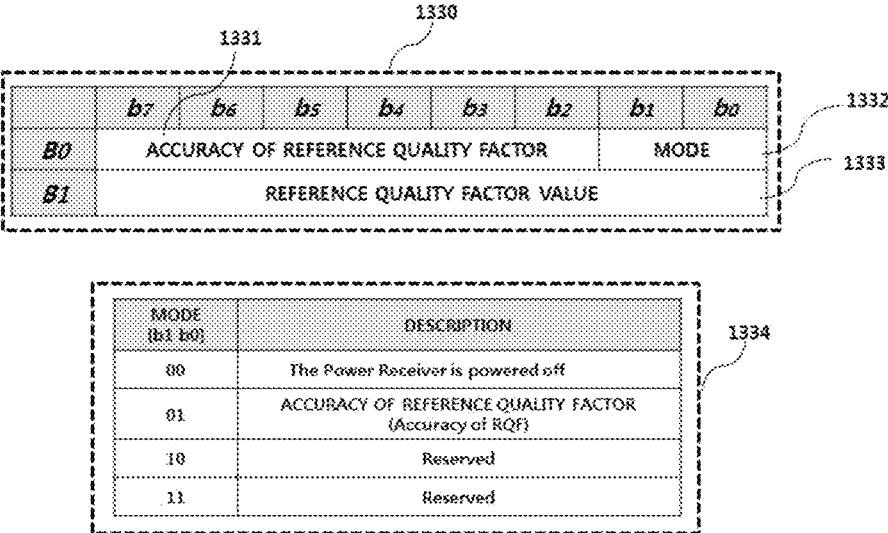 1330
1331
b7 b6 b5 b4 b3 b2 b1 b0
1332
B0 ACCURACY OF REFERENCE QUALITY FACTOR MODE
1333
B1 REFERENCE QUALITY FACTOR VALUE
MODE
(b1 b0) DESCRIPTION
1334
00 The Power Receiver is powered off
01 ACCURACY OF REFERENCE QUALITY FACTOR
(Accuracy of RQF)
10 Reserved
11 Reserved